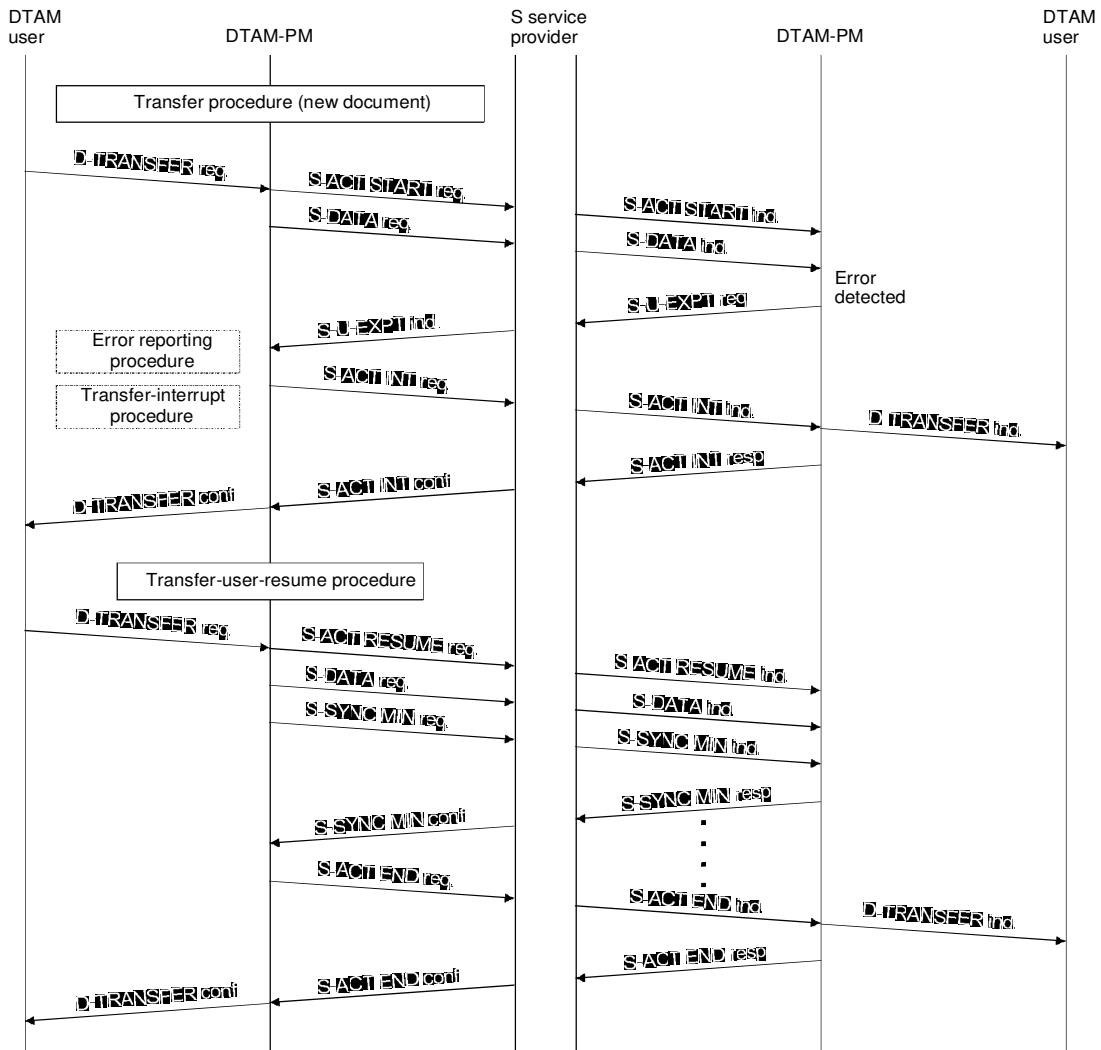 DTAM
user
DTAM-PM
S service
provider
DTAM-PM
DTAM
user
Transfer procedure (new document)
D-TRANSFER req.
S-ACT START req.
S-DATA req.
S-ACT START ind.
S-DATA ind.
Error
detected
S-U-EXPT req
S-U-EXPT ind.
Error reporting
procedure
S-ACT INT req.
Transfer-interrupt
procedure
S-ACT INT ind.
D TRANSFER ind.
S-ACT INT resp
S-ACT INT conf
D-TRANSFER conf
Transfer-user-resume procedure
D-TRANSFER req.
S-ACT RESUME req.
S-DATA req.
S-SYNC MIN req.
S ACT RESUME ind.
S-DATA ind.
S-SYNC MIN ind.
S-SYNC MIN resp
S-SYNC MIN conf
S-ACT END req.
S-ACT END ind.
D-TRANSFER ind.
S-ACT END resp
S-ACT END conf
D-TRANSFER conf